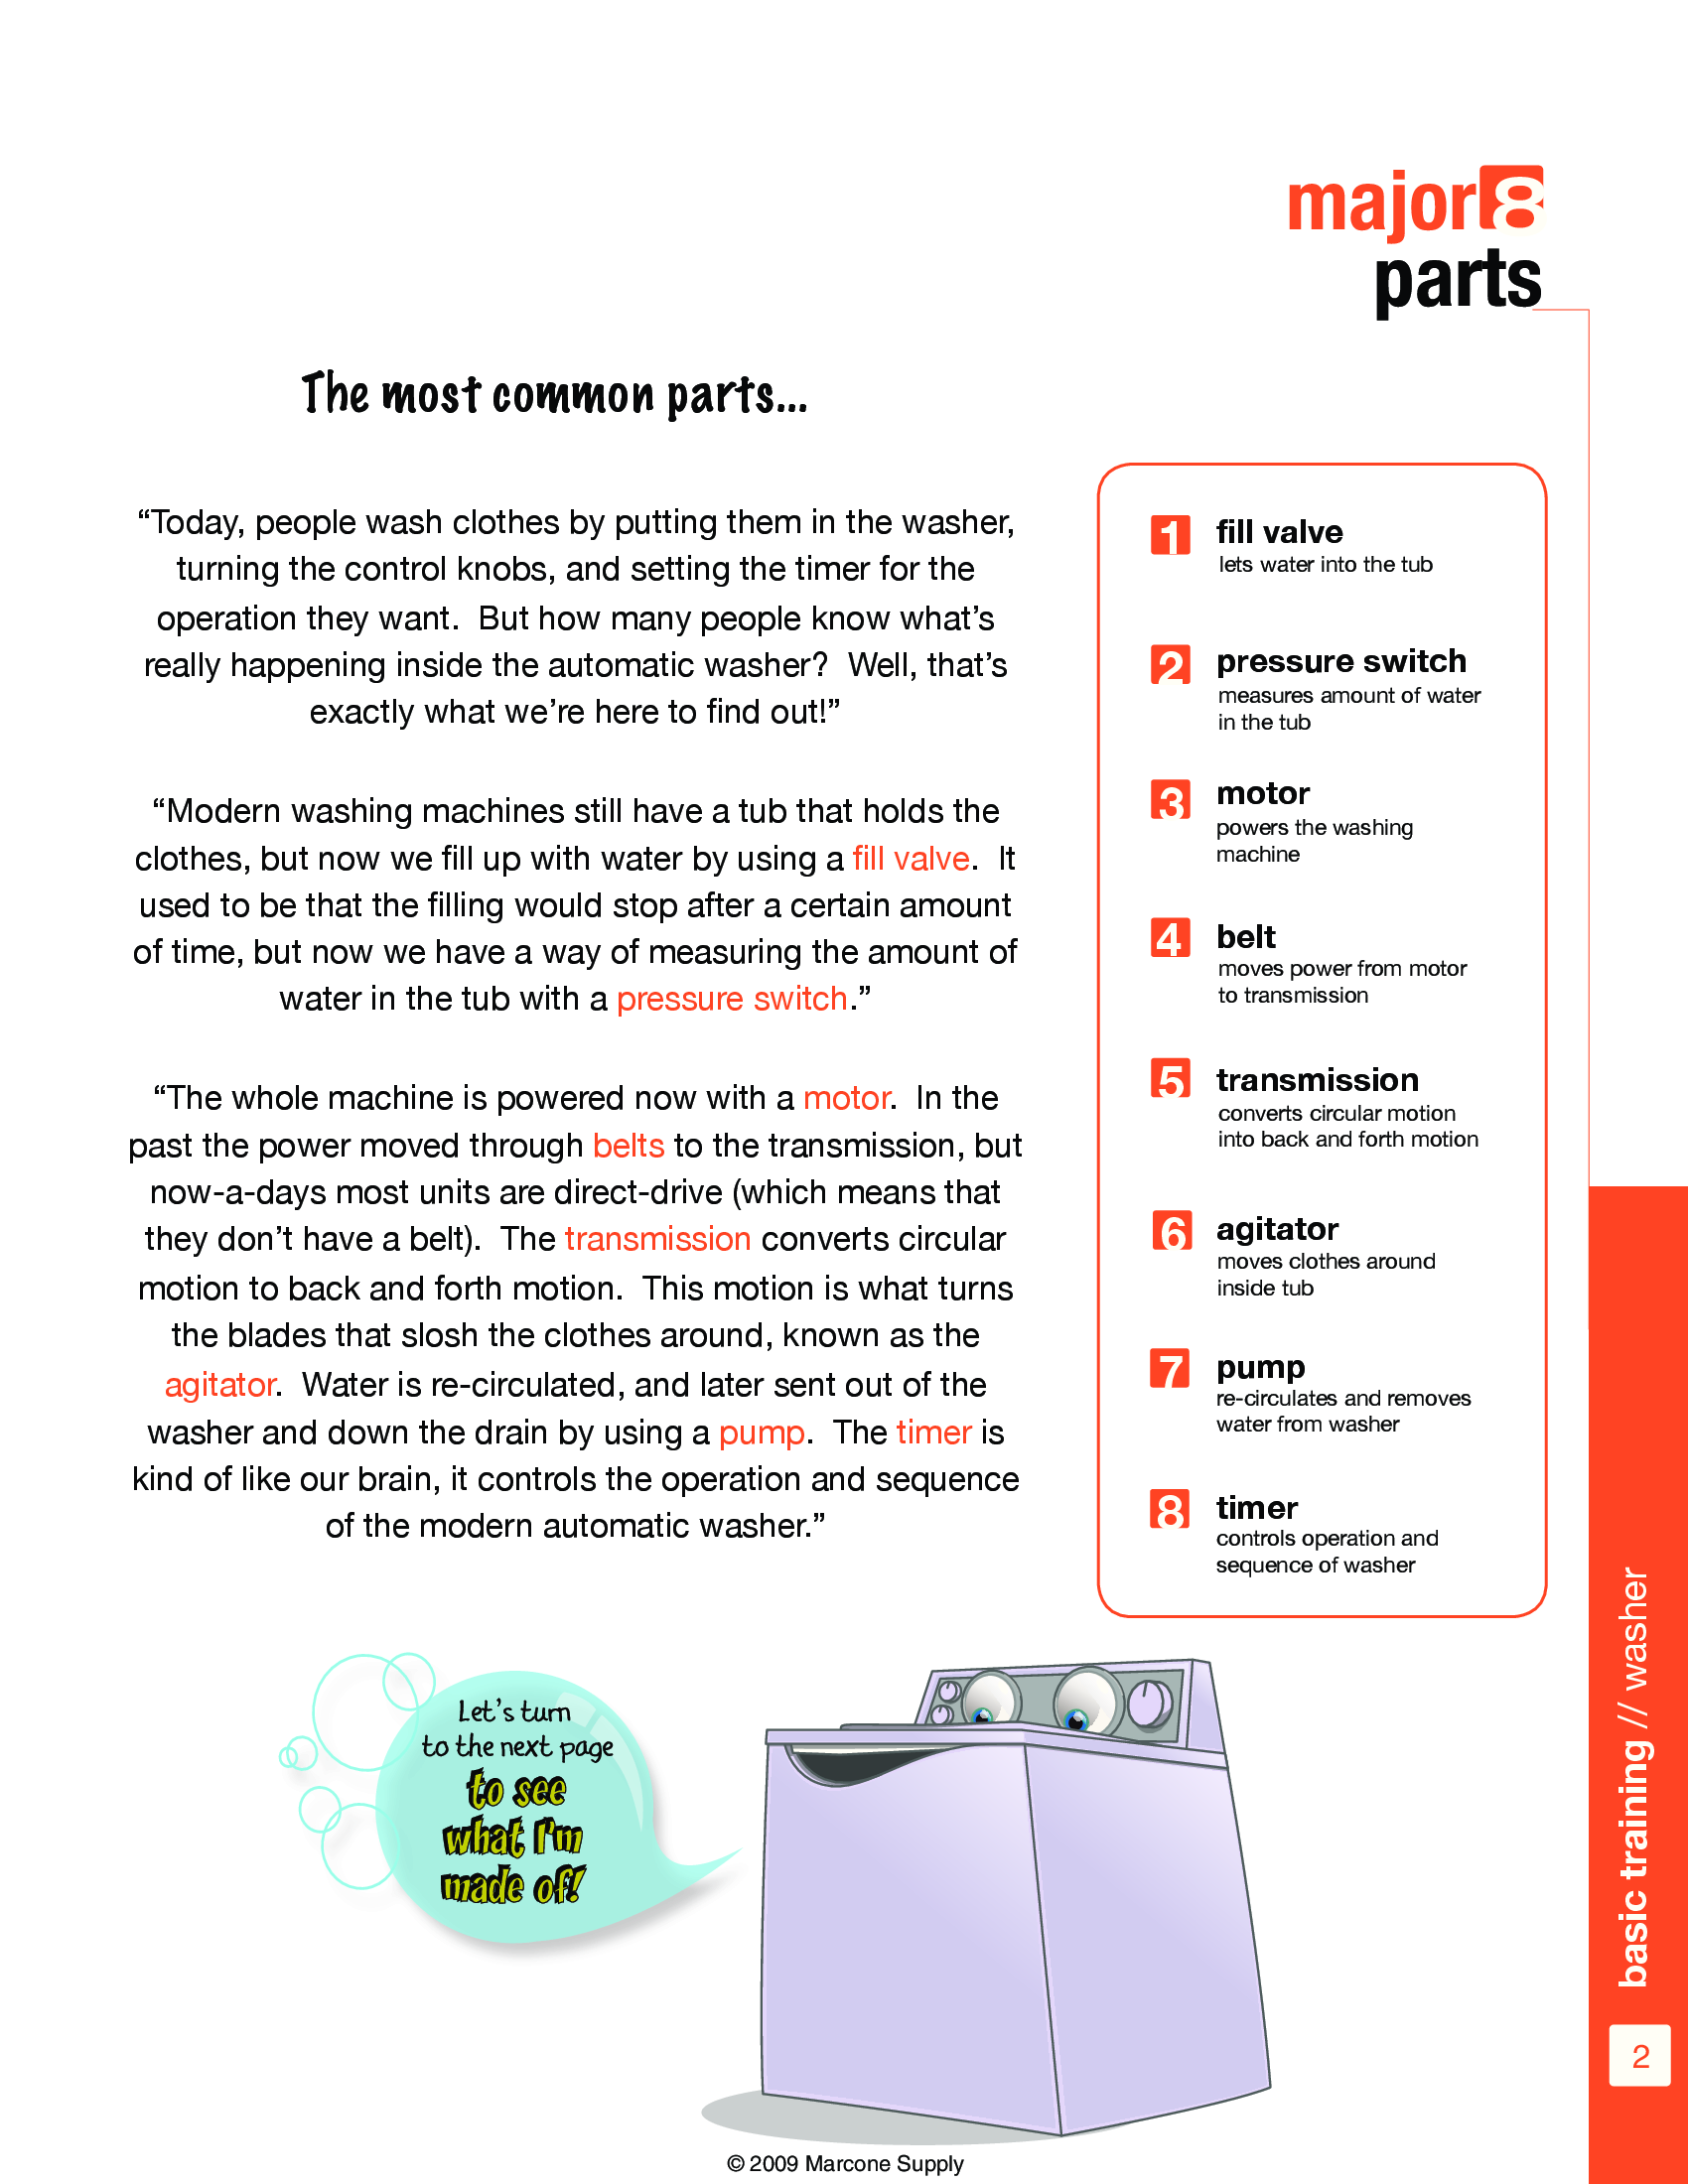 major8
parts
The most common parts...
“Today, people wash clothes by putting them in the washer,
turning the control knobs, and setting the timer for the
operation they want.  But how many people know what’s
really happening inside the automatic washer?  Well, that’s
exactly what we’re here to find out!”
“Modern washing machines still have a tub that holds the
clothes, but now we fill up with water by using a fill valve.  It
used to be that the filling would stop after a certain amount
of time, but now we have a way of measuring the amount of
water in the tub with a pressure switch.”
“The whole machine is powered now with a motor.  In the
past the power moved through belts to the transmission, but
now-a-days most units are direct-drive (which means that
they don’t have a belt).  The transmission converts circular
motion to back and forth motion.  This motion is what turns
the blades that slosh the clothes around, known as the
agitator.  Water is re-circulated, and later sent out of the
washer and down the drain by using a pump.  The timer is
kind of like our brain, it controls the operation and sequence
of the modern automatic washer.”
1 fill valve
lets water into the tub
2 pressure switch
measures amount of water
in the tub
3 motor
powers the washing
machine
4 belt
moves power from motor
to transmission
5 transmission
converts circular motion
into back and forth motion
6 agitator
moves clothes around
inside tub
7 pump
re-circulates and removes
water from washer
8 timer
controls operation and
sequence of washer
Let’s turn
to the next page
to see
what I’m
made of!
basic training // washer
2
© 2009 Marcone Supply